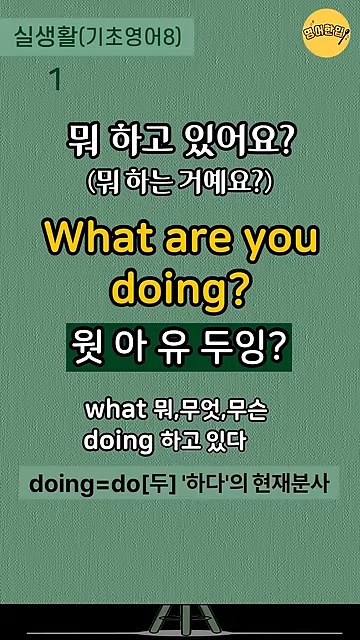 실생활(기초영어8)
영어한입
1
뭐 하고 있어요?
(뭐 하는 거예요?)
What are you
doing?
웟 아 유 두잉?
what 뭐,무엇,무슨
doing 하고 있다
doing=do[두] '하다'의 현재분사